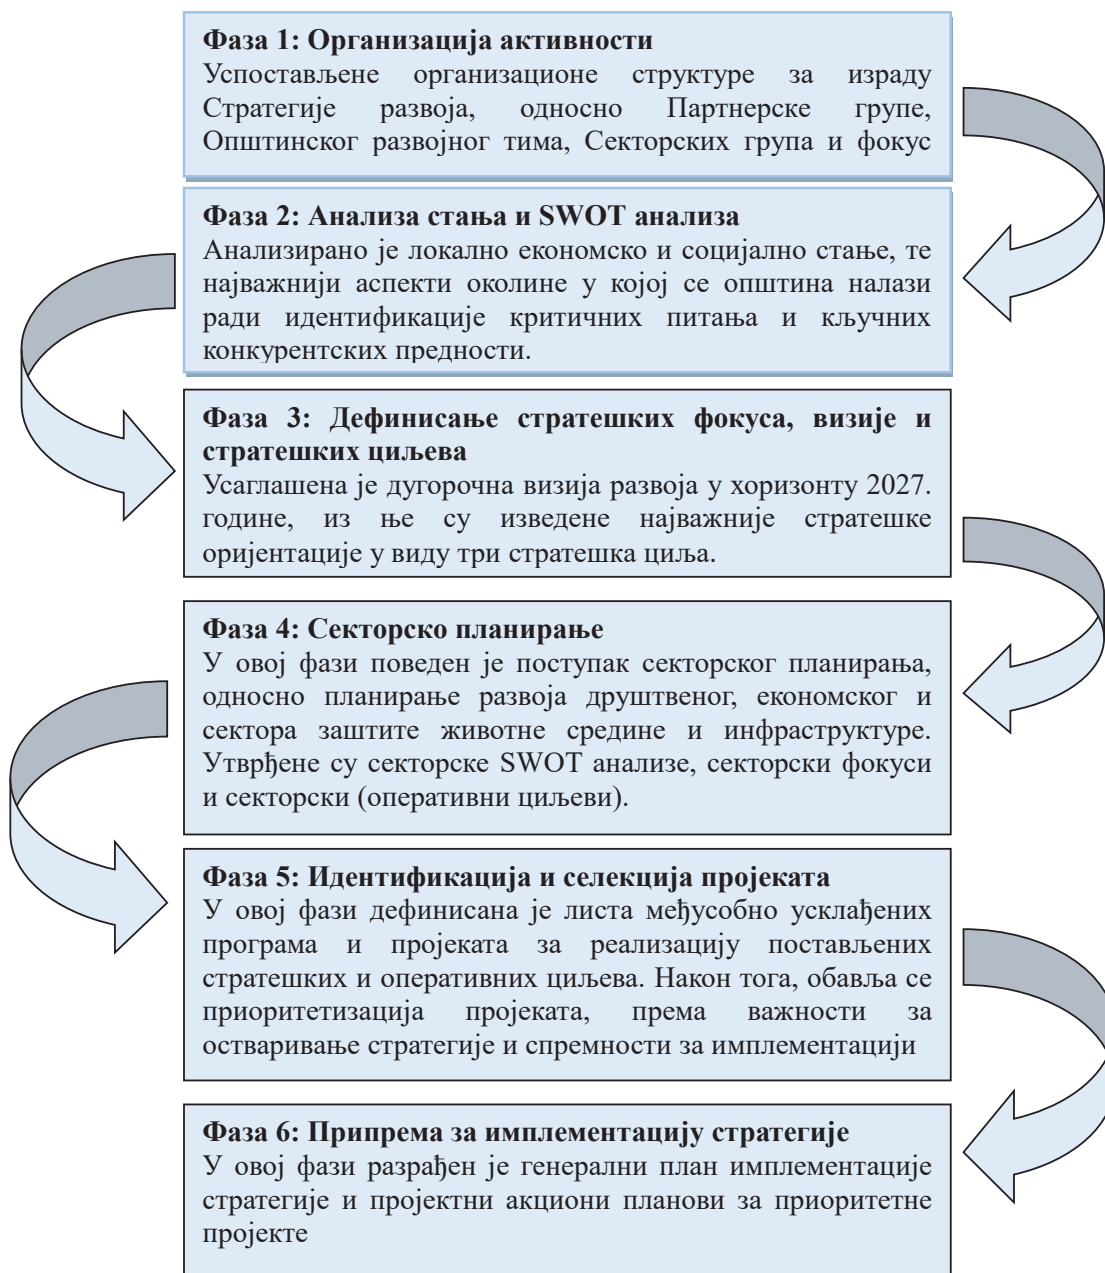 Фаза 1: Организација активности
Успостављене организационе структуре за израду
Стратегије развоја, односно Партнерске групе,
Општинског развојног тима, Секторских група и фокус
Фаза 2: Анализа стања и SWOT анализа
Анализирано је локално економско и социјално стање, те
најважнији аспекти околине у којој се општина налази
ради идентификације критичних питања и кључних
конкурентских предности.
Фаза 3: Дефинисање стратешких фокуса, визије и
стратешких циљева
Усаглашена је дугорочна визија развоја у хоризонту 2027.
године, из ње су изведене најважније стратешке
оријентације у виду три стратешка циља.
Фаза 4: Секторско планирање
У овој фази поведен је поступак секторског планирања,
односно планирање развоја друштвеног, економског и
сектора заштите животне средине и инфраструктуре.
Утврђене су секторске SWOT анализе, секторски фокуси
и секторски (оперативни циљеви).
Фаза 5: Идентификација и селекција пројеката
У овој фази дефинисана је листа међусобно усклађених
програма и пројеката за реализацију постављених
стратешких и оперативних циљева. Након тога, обавља се
приоритетизација пројеката, према важности за
остваривање стратегије и спремности за имплементацији
Фаза 6: Припрема за имплементацију стратегије
У овој фази разрађен је генерални план имплементације
стратегије и пројектни акциони планови за приоритетне
пројекте